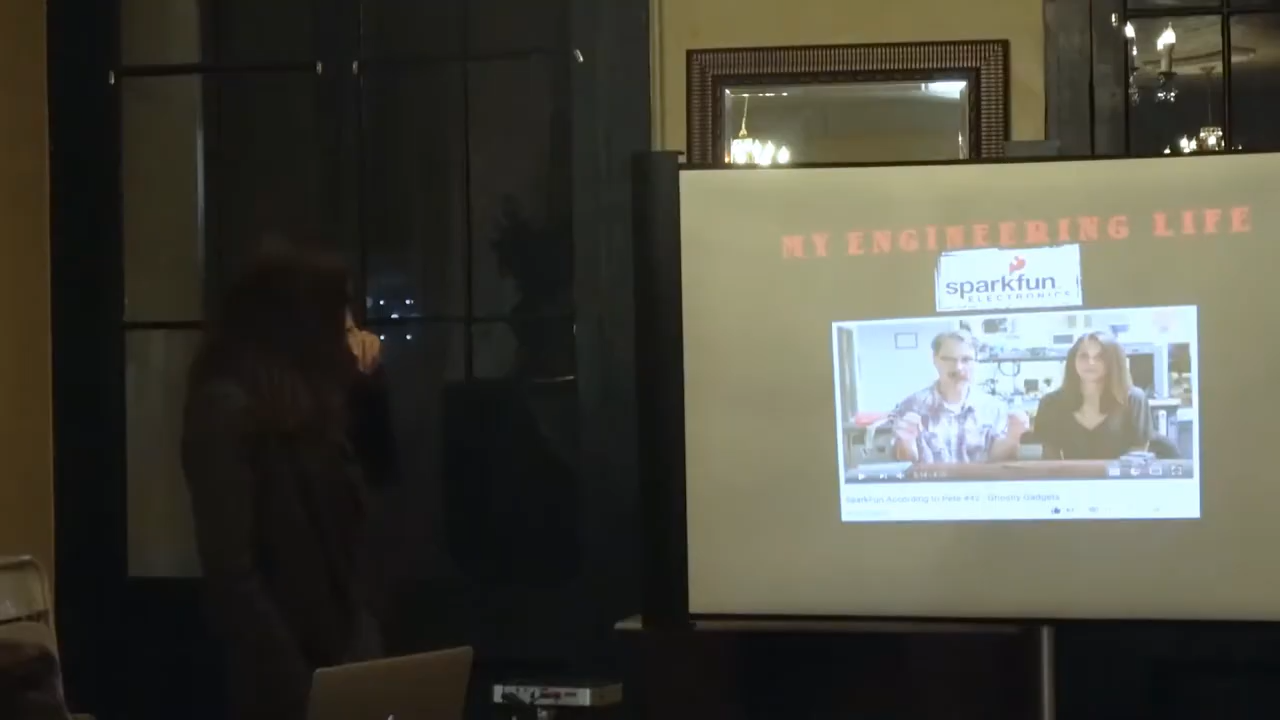 MY ENGINEERING LIFE
sparkfun
ELECTRONICS
SparkFun According to Pete #42 - Ghostly Gadgets